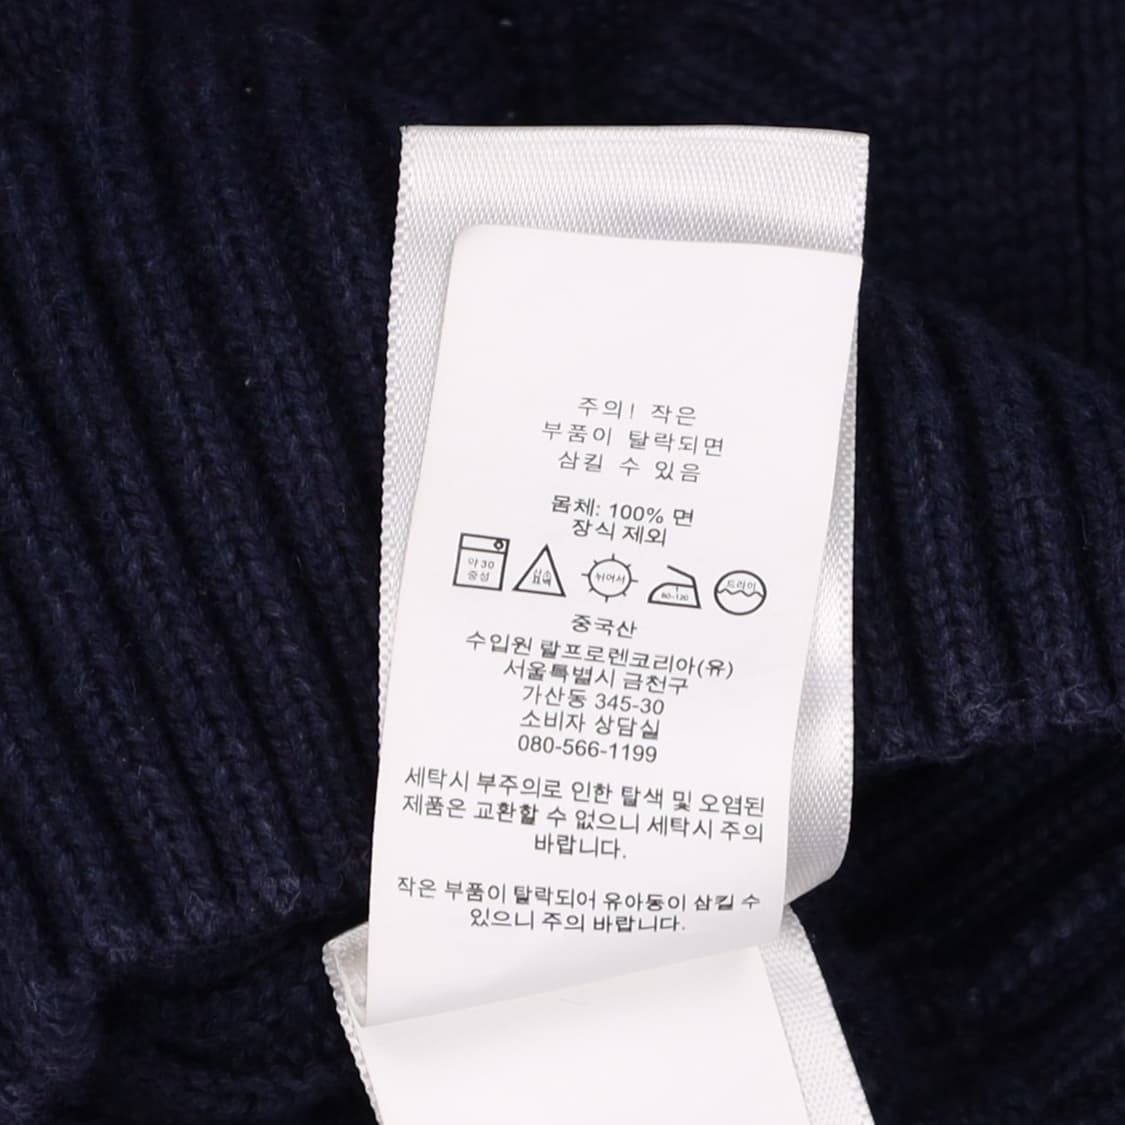 주의! 작은
부품이 탈락되면
삼킬 수 있음
몸체: 100% 면
장식 제외
약 30
중성
산소
표백
뉘어서
80-120
드라이
중국산
수입원 랄프로렌코리아(유)
서울특별시 금천구
가산동 345-30
소비자 상담실
080-566-1199
세탁시 부주의로 인한 탈색 및 오염된
제품은 교환할 수 없으니 세탁시 주의
바랍니다.
작은 부품이 탈락되어 유아동이 삼킬 수
있으니 주의 바랍니다.